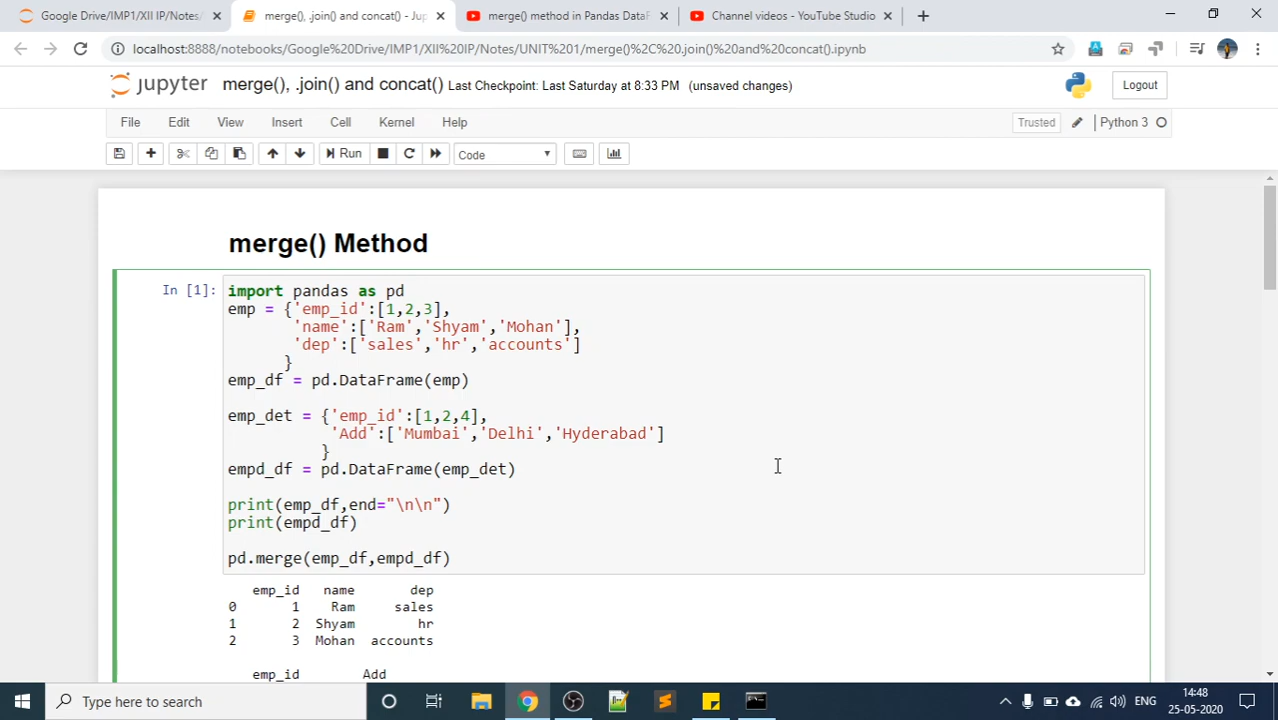 Google Drive/IMP1/XII IP/Notes/
merge(), .join() and concat() - Jup
merge() method in Pandas DataF
Channel videos - YouTube Studio
localhost:8888/notebooks/Google%20Drive/IMP1/XII%20IP/Notes/UNIT%201/merge()%2C%20.join()%20and%20concat().ipynb
jupyter merge(), .join() and concat() Last Checkpoint: Last Saturday at 8:33 PM (unsaved changes)
Logout
File Edit View Insert Cell Kernel Help
Trusted
Python 3
Run
Code
merge() Method
In [1]:
import pandas as pd
emp = {'emp_id':[1,2,3],
'name':['Ram','Shyam','Mohan'],
'dep':['sales','hr','accounts']
}
emp_df = pd.DataFrame(emp)
emp_det = {'emp_id':[1,2,4],
'Add':['Mumbai','Delhi','Hyderabad']
}
empd_df = pd.DataFrame(emp_det)
print(emp_df,end="\n\n")
print(empd_df)
pd.merge(emp_df,empd_df)
emp_id name dep
0 1 Ram sales
1 2 Shyam hr
2 3 Mohan accounts
emp_id Add
Type here to search
ENG
14:48
25-05-2020